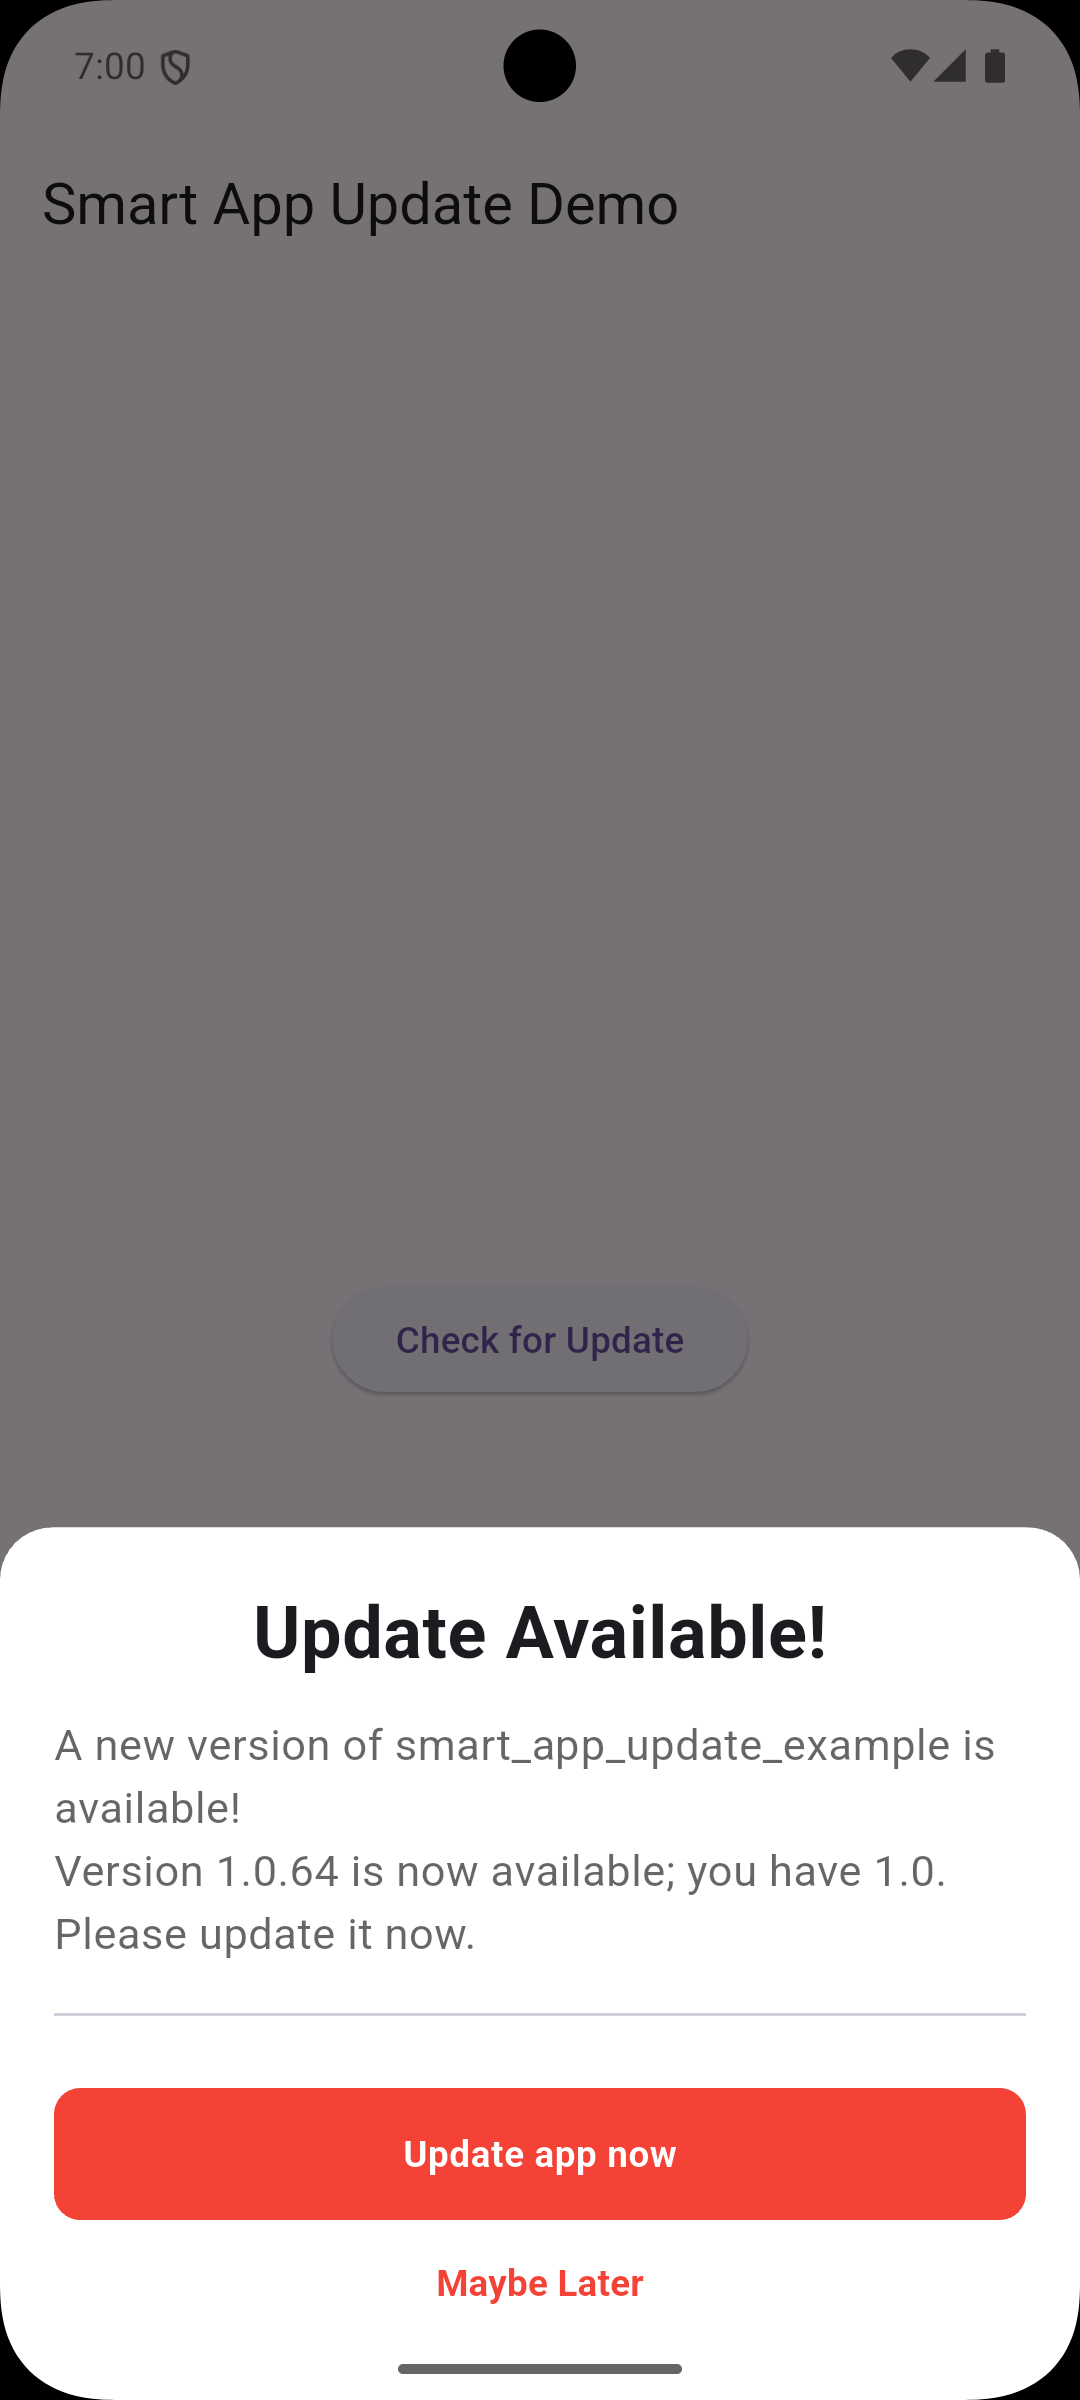 7:00
Smart App Update Demo
Check for Update
Update Available!
A new version of smart_app_update_example is
available!
Version 1.0.64 is now available; you have 1.0.
Please update it now.
Update app now
Maybe Later